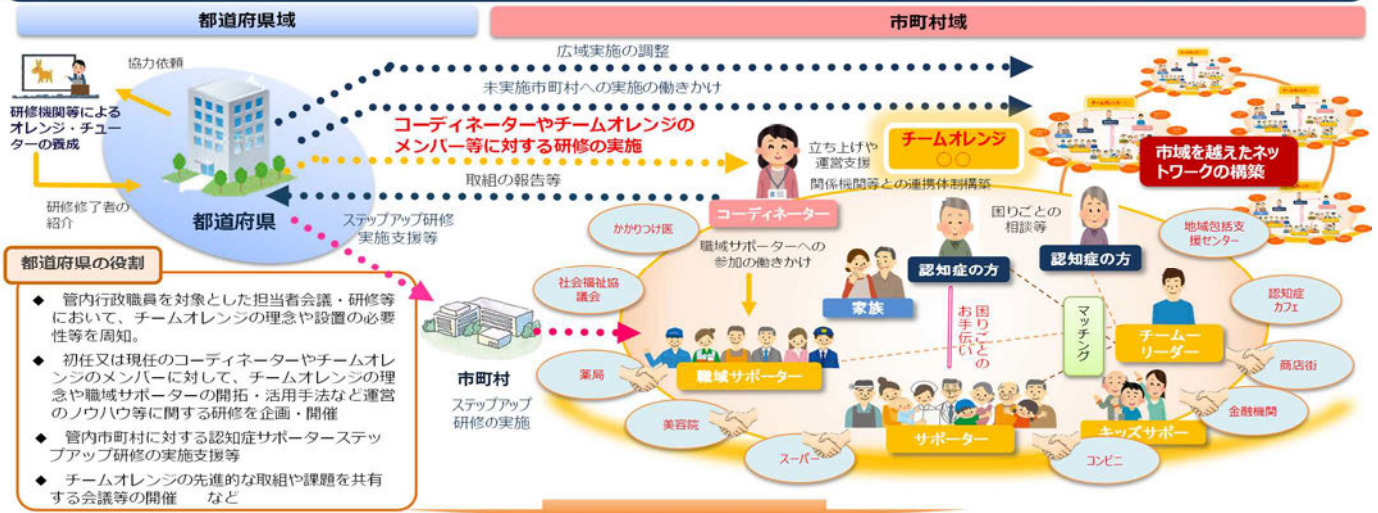 都道府県域
市町村域
協力依頼
研修機関等による
オレンジ・チュー
ターの養成
研修修了者の
紹介
都道府県
広域実施の調整
未実施市町村への実施の働きかけ
コーディネーターやチームオレンジの
メンバー等に対する研修の実施
取組の報告等
ステップアップ研修
実施支援等
コーディネーター
立ち上げや
運営支援
関係機関等との連携体制構築
チームオレンジ
○○
市域を越えたネッ
トワークの構築
都道府県の役割
◆ 管内行政職員を対象とした担当者会議・研修等
において、チームオレンジの理念や設置の必要
性等を周知。
◆ 初任又は現任のコーディネーターやチームオレ
ンジのメンバーに対して、チームオレンジの理
念や職域サポーターの開拓・活用手法など運営
のノウハウ等に関する研修を企画・開催
◆ 管内市町村に対する認知症サポーターステッ
プアップ研修の実施支援等
◆ チームオレンジの先進的な取組や課題を共有
する会議等の開催 など
市町村
ステップアップ
研修の実施
かかりつけ医
社会福祉協
議会
薬局
美容院
スーパー
コンビニ
金融機関
商店街
認知症
カフェ
地域包括支
援センター
職域サポーターへの
参加の働きかけ
家族
認知症の方
困りごとの
相談等
認知症の方
困りごとの
お手伝い
マッチング
チームー
リーダー
職域サポーター
サポーター
キッズサポー